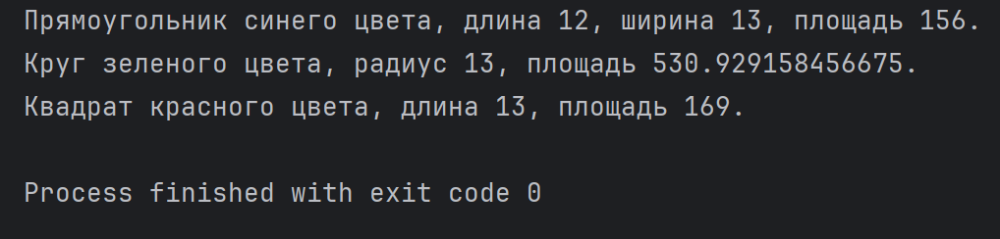 Прямоугольник синего цвета, длина 12, ширина 13, площадь 156.
Круг зеленого цвета, радиус 13, площадь 530.929158456675.
Квадрат красного цвета, длина 13, площадь 169.
Process finished with exit code 0